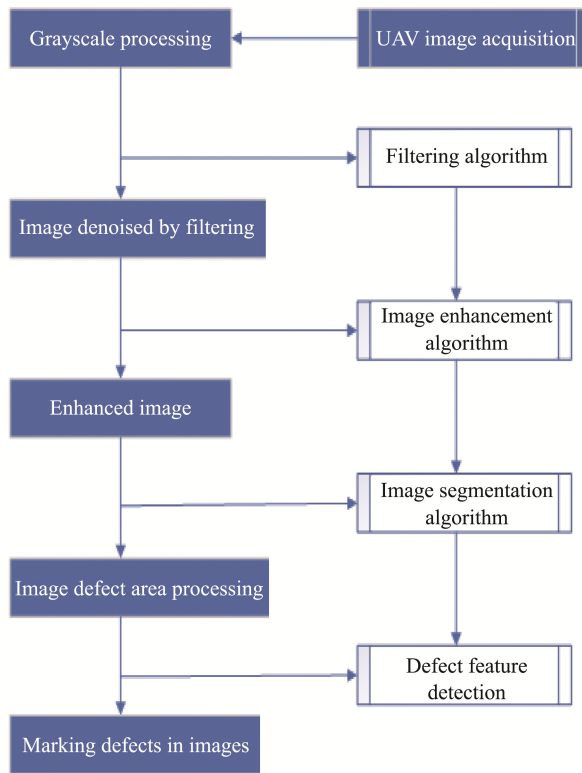 Grayscale processing
UAV image acquisition
Filtering algorithm
Image denoised by filtering
Image enhancement
algorithm
Enhanced image
Image segmentation
algorithm
Image defect area processing
Defect feature
detection
Marking defects in images